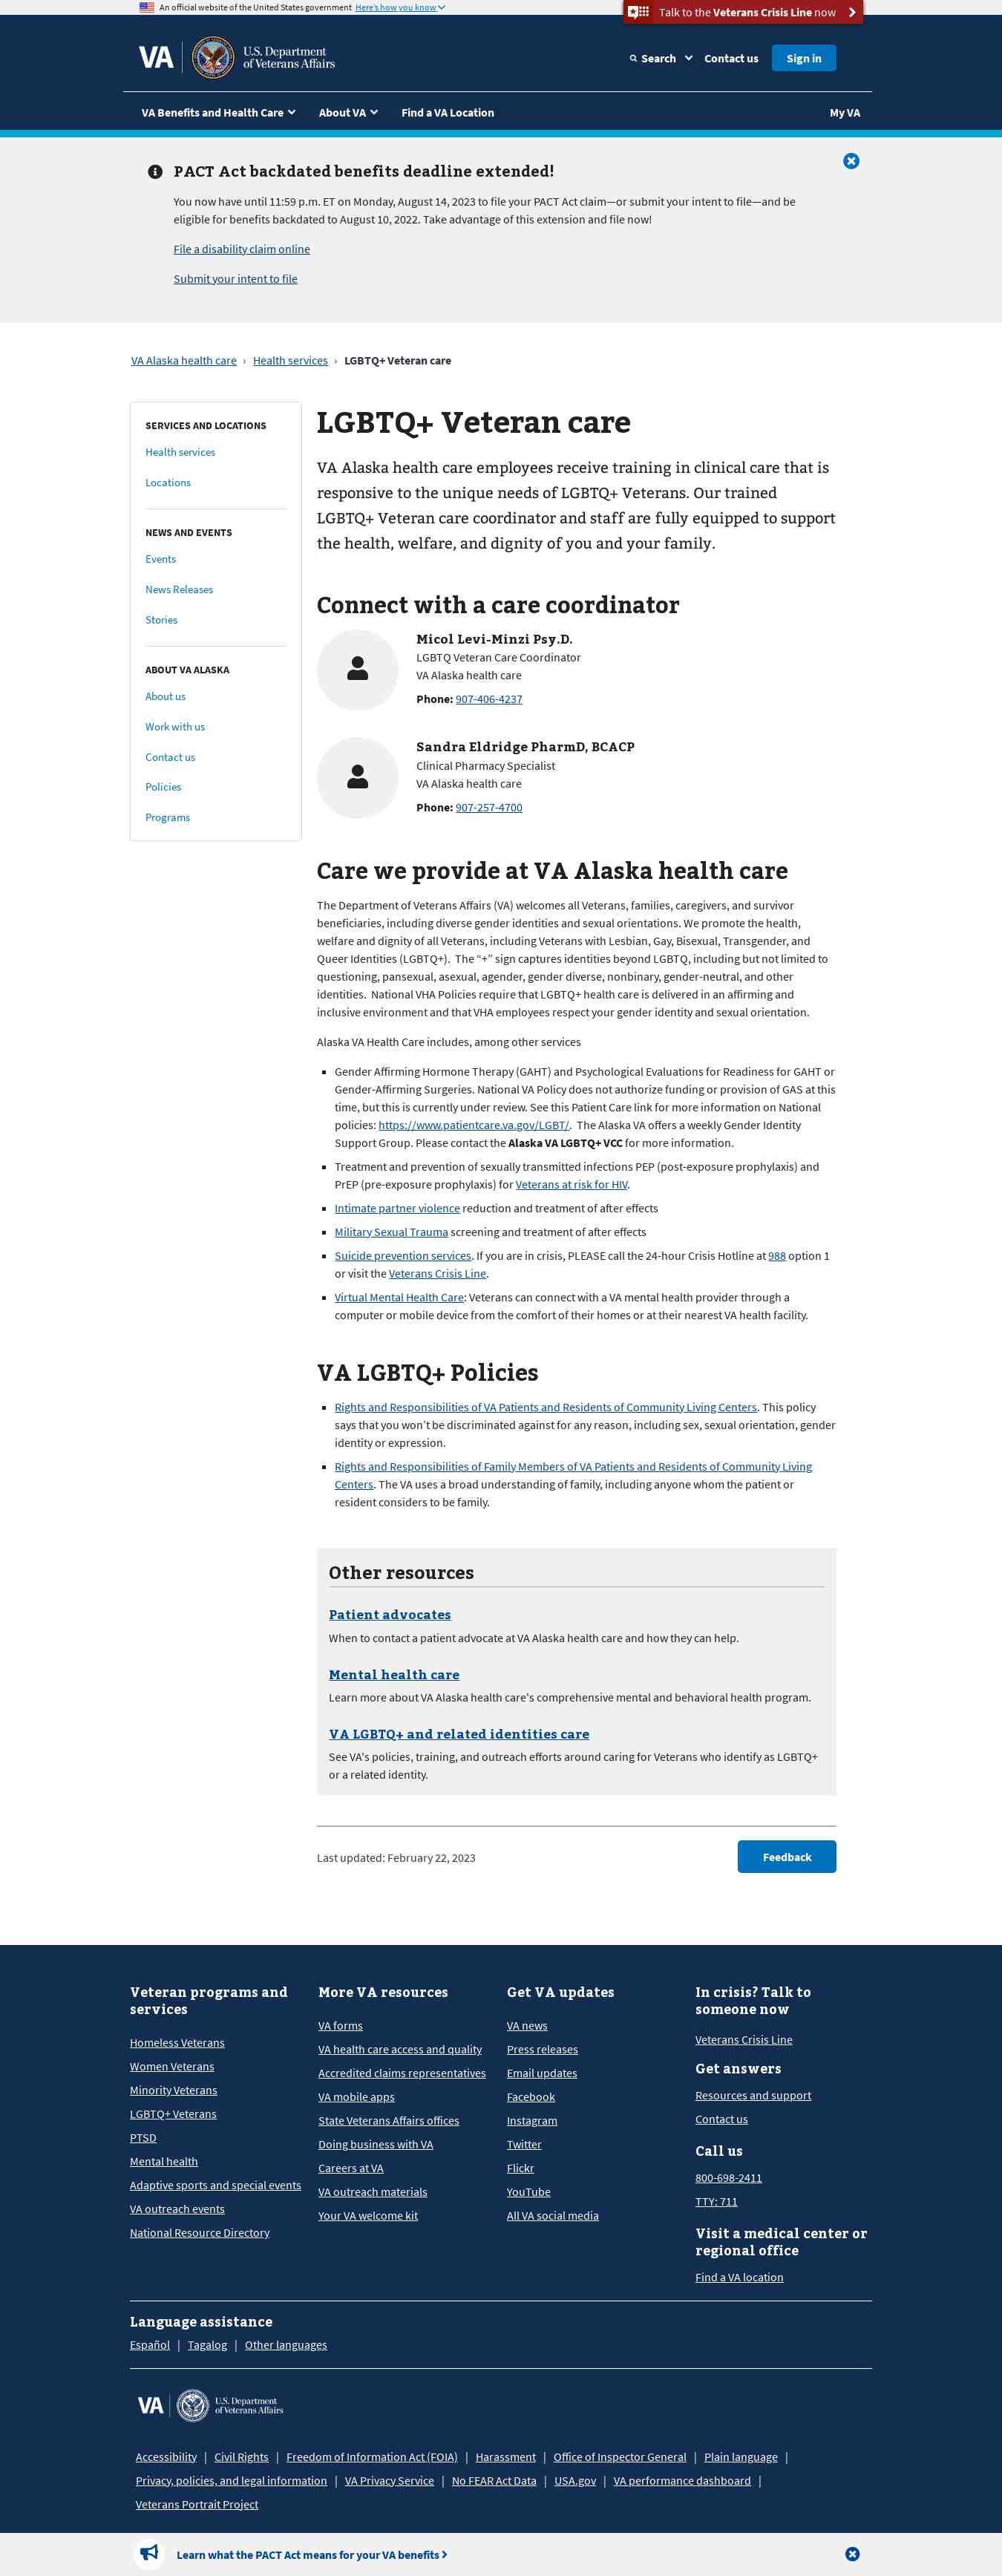 An official website of the United States government Here's how you know
Talk to the Veterans Crisis Line now
VA
U.S. Department
of Veterans Affairs
Search
Contact us
Sign in
VA Benefits and Health Care
About VA
Find a VA Location
My VA
PACT Act backdated benefits deadline extended!
You now have until 11:59 p.m. ET on Monday, August 14, 2023 to file your PACT Act claim—or submit your intent to file—and be
eligible for benefits backdated to August 10, 2022. Take advantage of this extension and file now!
File a disability claim online
Submit your intent to file
VA Alaska health care › Health services › LGBTQ+ Veteran care
SERVICES AND LOCATIONS
Health services
Locations
NEWS AND EVENTS
Events
News Releases
Stories
ABOUT VA ALASKA
About us
Work with us
Contact us
Policies
Programs
LGBTQ+ Veteran care
VA Alaska health care employees receive training in clinical care that is
responsive to the unique needs of LGBTQ+ Veterans. Our trained
LGBTQ+ Veteran care coordinator and staff are fully equipped to support
the health, welfare, and dignity of you and your family.
Connect with a care coordinator
Micol Levi-Minzi Psy.D.
LGBTQ Veteran Care Coordinator
VA Alaska health care
Phone: 907-406-4237
Sandra Eldridge PharmD, BCACP
Clinical Pharmacy Specialist
VA Alaska health care
Phone: 907-257-4700
Care we provide at VA Alaska health care
The Department of Veterans Affairs (VA) welcomes all Veterans, families, caregivers, and survivor
beneficiaries, including diverse gender identities and sexual orientations. We promote the health,
welfare and dignity of all Veterans, including Veterans with Lesbian, Gay, Bisexual, Transgender, and
Queer Identities (LGBTQ+). The “+” sign captures identities beyond LGBTQ, including but not limited to
questioning, pansexual, asexual, agender, gender diverse, nonbinary, gender-neutral, and other
identities. National VHA Policies require that LGBTQ+ health care is delivered in an affirming and
inclusive environment and that VHA employees respect your gender identity and sexual orientation.
Alaska VA Health Care includes, among other services
Gender Affirming Hormone Therapy (GAHT) and Psychological Evaluations for Readiness for GAHT or
Gender-Affirming Surgeries. National VA Policy does not authorize funding or provision of GAS at this
time, but this is currently under review. See this Patient Care link for more information on National
policies: https://www.patientcare.va.gov/LGBT/. The Alaska VA offers a weekly Gender Identity
Support Group. Please contact the Alaska VA LGBTQ+ VCC for more information.
Treatment and prevention of sexually transmitted infections PEP (post-exposure prophylaxis) and
PrEP (pre-exposure prophylaxis) for Veterans at risk for HIV.
Intimate partner violence reduction and treatment of after effects
Military Sexual Trauma screening and treatment of after effects
Suicide prevention services. If you are in crisis, PLEASE call the 24-hour Crisis Hotline at 988 option 1
or visit the Veterans Crisis Line.
Virtual Mental Health Care: Veterans can connect with a VA mental health provider through a
computer or mobile device from the comfort of their homes or at their nearest VA health facility.
VA LGBTQ+ Policies
Rights and Responsibilities of VA Patients and Residents of Community Living Centers. This policy
says that you won’t be discriminated against for any reason, including sex, sexual orientation, gender
identity or expression.
Rights and Responsibilities of Family Members of VA Patients and Residents of Community Living
Centers. The VA uses a broad understanding of family, including anyone whom the patient or
resident considers to be family.
Other resources
Patient advocates
When to contact a patient advocate at VA Alaska health care and how they can help.
Mental health care
Learn more about VA Alaska health care's comprehensive mental and behavioral health program.
VA LGBTQ+ and related identities care
See VA's policies, training, and outreach efforts around caring for Veterans who identify as LGBTQ+
or a related identity.
Last updated: February 22, 2023
Feedback
Veteran programs and
services
Homeless Veterans
Women Veterans
Minority Veterans
LGBTQ+ Veterans
PTSD
Mental health
Adaptive sports and special events
VA outreach events
National Resource Directory
More VA resources
VA forms
VA health care access and quality
Accredited claims representatives
VA mobile apps
State Veterans Affairs offices
Doing business with VA
Careers at VA
VA outreach materials
Your VA welcome kit
Get VA updates
VA news
Press releases
Email updates
Facebook
Instagram
Twitter
Flickr
YouTube
All VA social media
In crisis? Talk to
someone now
Veterans Crisis Line
Get answers
Resources and support
Contact us
Call us
800-698-2411
TTY: 711
Visit a medical center or
regional office
Find a VA location
Language assistance
Español | Tagalog | Other languages
VA
U.S. Department
of Veterans Affairs
Accessibility | Civil Rights | Freedom of Information Act (FOIA) | Harassment | Office of Inspector General | Plain language |
Privacy, policies, and legal information | VA Privacy Service | No FEAR Act Data | USA.gov | VA performance dashboard |
Veterans Portrait Project
Learn what the PACT Act means for your VA benefits